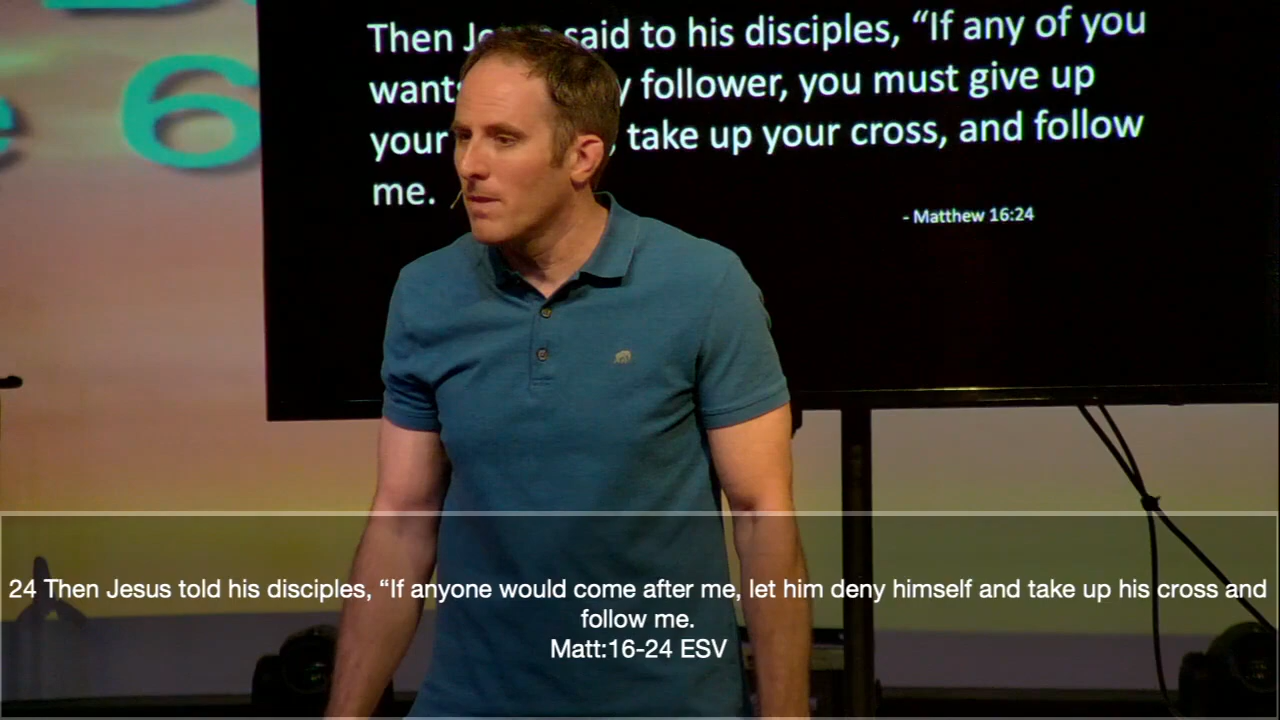 Then said to his disciples, “If any of you
follower, you must give up
your take up your cross, and follow
me.
- Matthew 16:24
6
24 Then Jesus told his disciples, “If anyone would come after me, let him deny himself and take up his cross and
follow me.
Matt:16-24 ESV